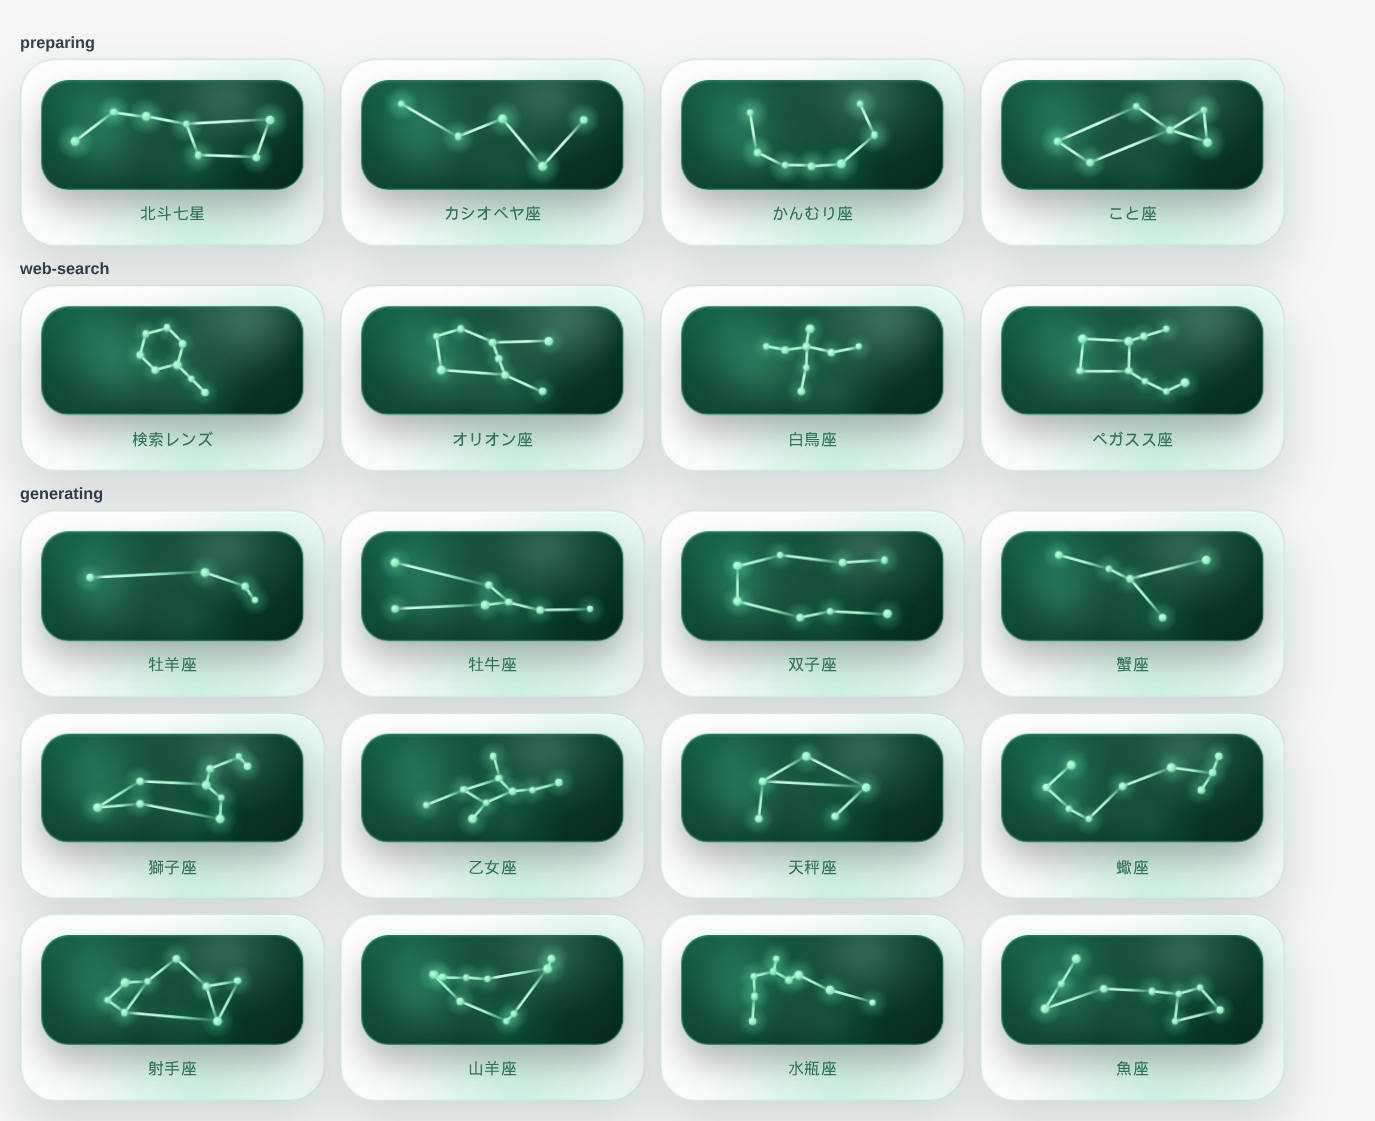 preparing
北斗七星
カシオペヤ座
かんむり座
こと座
web-search
検索レンズ
オリオン座
白鳥座
ペガスス座
generating
牡羊座
牡牛座
双子座
蟹座
獅子座
乙女座
天秤座
蠍座
射手座
山羊座
水瓶座
魚座